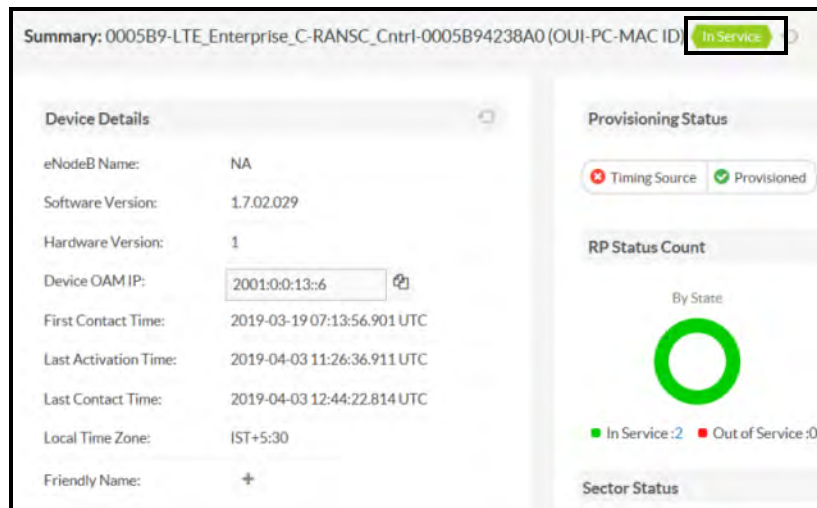 Summary: 0005B9-LTE_Enterprise_C-RANSC_Cntrl-0005B94238A0 (OUI-PC-MAC ID) In Service
Device Details
eNodeB Name: NA
Software Version: 1.7.02.029
Hardware Version: 1
Device OAM IP: 2001:0:0:13::6
First Contact Time: 2019-03-19 07:13:56.901 UTC
Last Activation Time: 2019-04-03 11:26:36.911 UTC
Last Contact Time: 2019-04-03 12:44:22.814 UTC
Local Time Zone: IST+5:30
Friendly Name: +
Provisioning Status
Timing Source Provisioned
RP Status Count
By State
In Service :2 Out of Service :0
Sector Status